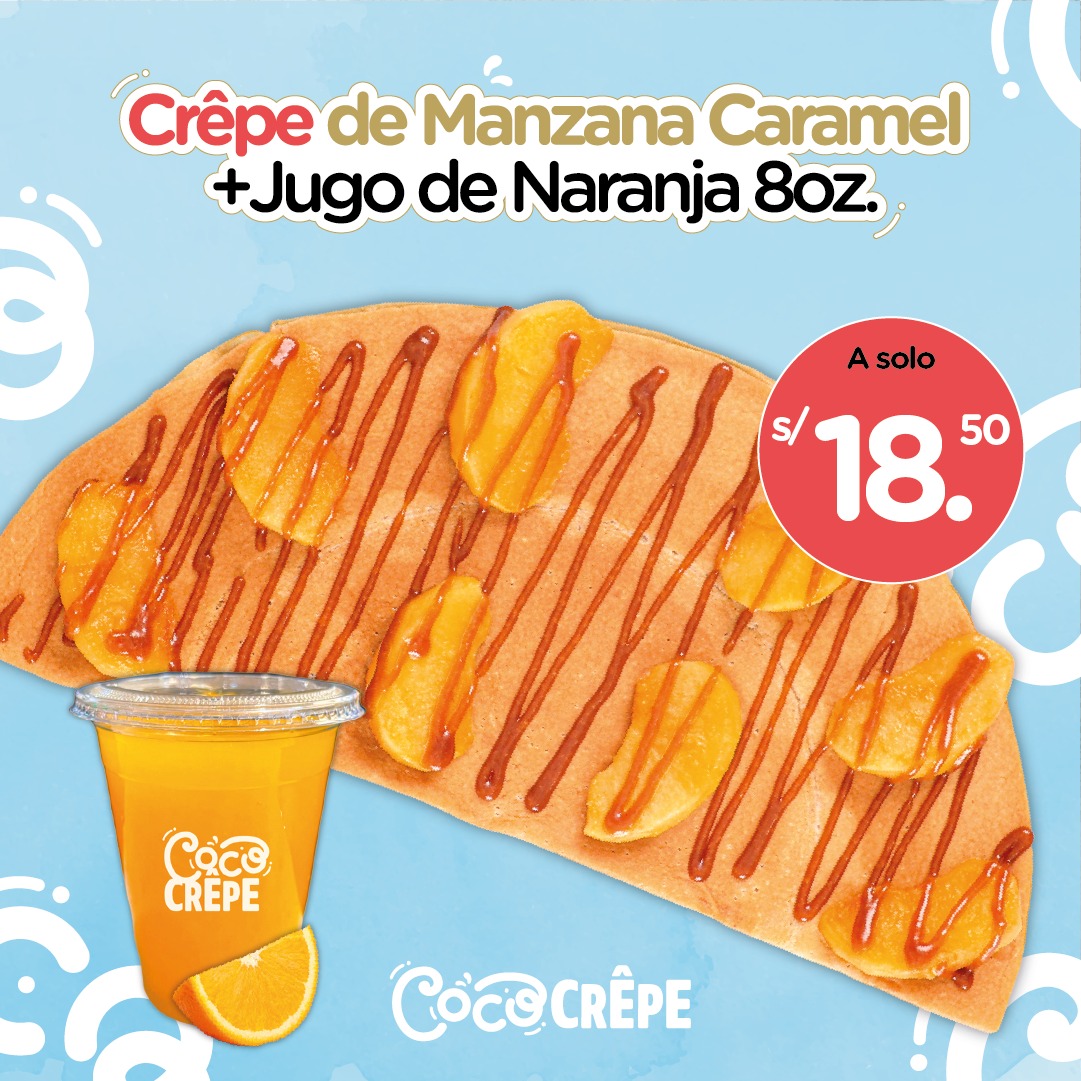 Crêpe de Manzana Caramel
+Jugo de Naranja 8oz.
A solo
s/18.50
COCO
CRÊPE
COCO CRÊPE